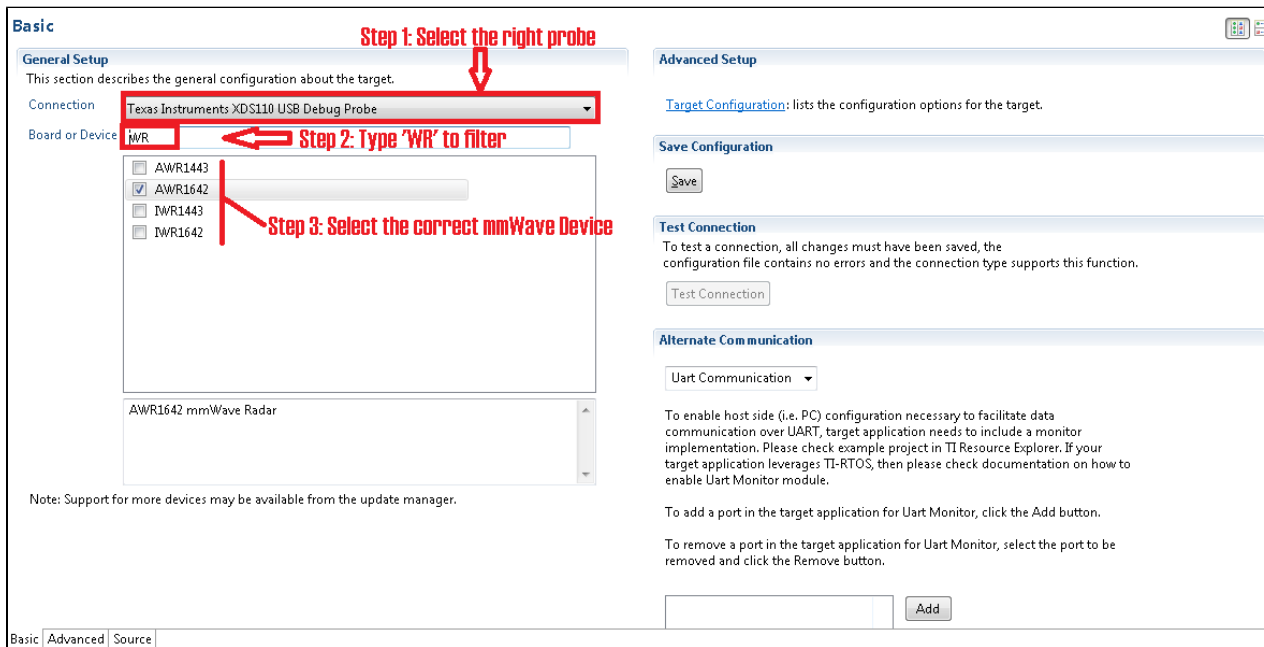 Basic
Step 1: Select the right probe
General Setup
This section describes the general configuration about the target.
Connection
Texas Instruments XDS110 USB Debug Probe
Board or Device
WR
Step 2: Type 'WR' to filter
AWR1443
AWR1642
IWR1443
IWR1642
Step 3: Select the correct mmWave Device
AWR1642 mmWave Radar
Note: Support for more devices may be available from the update manager.
Advanced Setup
Target Configuration: lists the configuration options for the target.
Save Configuration
Save
Test Connection
To test a connection, all changes must have been saved, the
configuration file contains no errors and the connection type supports this function.
Test Connection
Alternate Communication
Uart Communication
To enable host side (i.e. PC) configuration necessary to facilitate data
communication over UART, target application needs to include a monitor
implementation. Please check example project in TI Resource Explorer. If your
target application leverages TI-RTOS, then please check documentation on how to
enable Uart Monitor module.
To add a port in the target application for Uart Monitor, click the Add button.
To remove a port in the target application for Uart Monitor, select the port to be
removed and click the Remove button.
Add
Basic Advanced Source